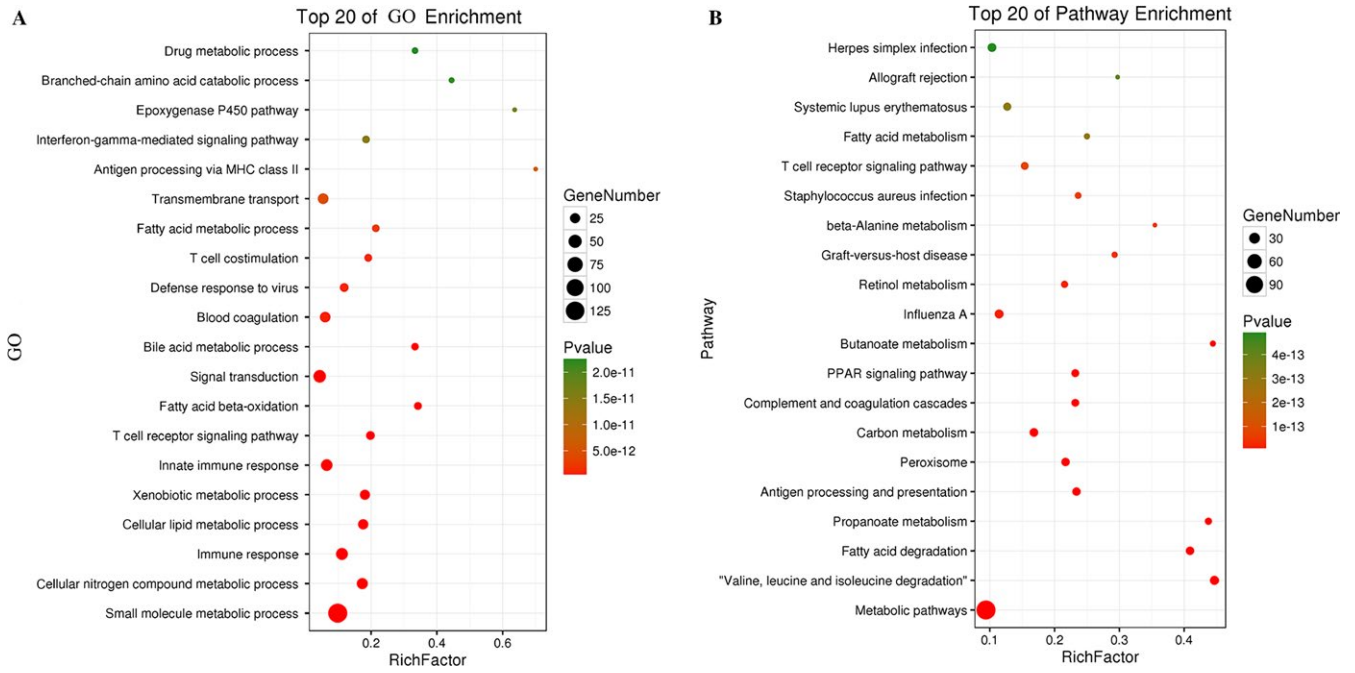 A
Top 20 of GO Enrichment
GO
Drug metabolic process
Branched-chain amino acid catabolic process
Epoxygenase P450 pathway
Interferon-gamma-mediated signaling pathway
Antigen processing via MHC class II
Transmembrane transport
Fatty acid metabolic process
T cell costimulation
Defense response to virus
Blood coagulation
Bile acid metabolic process
Signal transduction
Fatty acid beta-oxidation
T cell receptor signaling pathway
Innate immune response
Xenobiotic metabolic process
Cellular lipid metabolic process
Immune response
Cellular nitrogen compound metabolic process
Small molecule metabolic process
0.2 0.4 0.6
RichFactor
GeneNumber
25
50
75
100
125
Pvalue
2.0e-11
1.5e-11
1.0e-11
5.0e-12
B
Top 20 of Pathway Enrichment
Pathway
Herpes simplex infection
Allograft rejection
Systemic lupus erythematosus
Fatty acid metabolism
T cell receptor signaling pathway
Staphylococcus aureus infection
beta-Alanine metabolism
Graft-versus-host disease
Retinol metabolism
Influenza A
Butanoate metabolism
PPAR signaling pathway
Complement and coagulation cascades
Carbon metabolism
Peroxisome
Antigen processing and presentation
Propanoate metabolism
Fatty acid degradation
"Valine, leucine and isoleucine degradation"
Metabolic pathways
0.1 0.2 0.3 0.4
RichFactor
GeneNumber
30
60
90
Pvalue
4e-13
3e-13
2e-13
1e-13